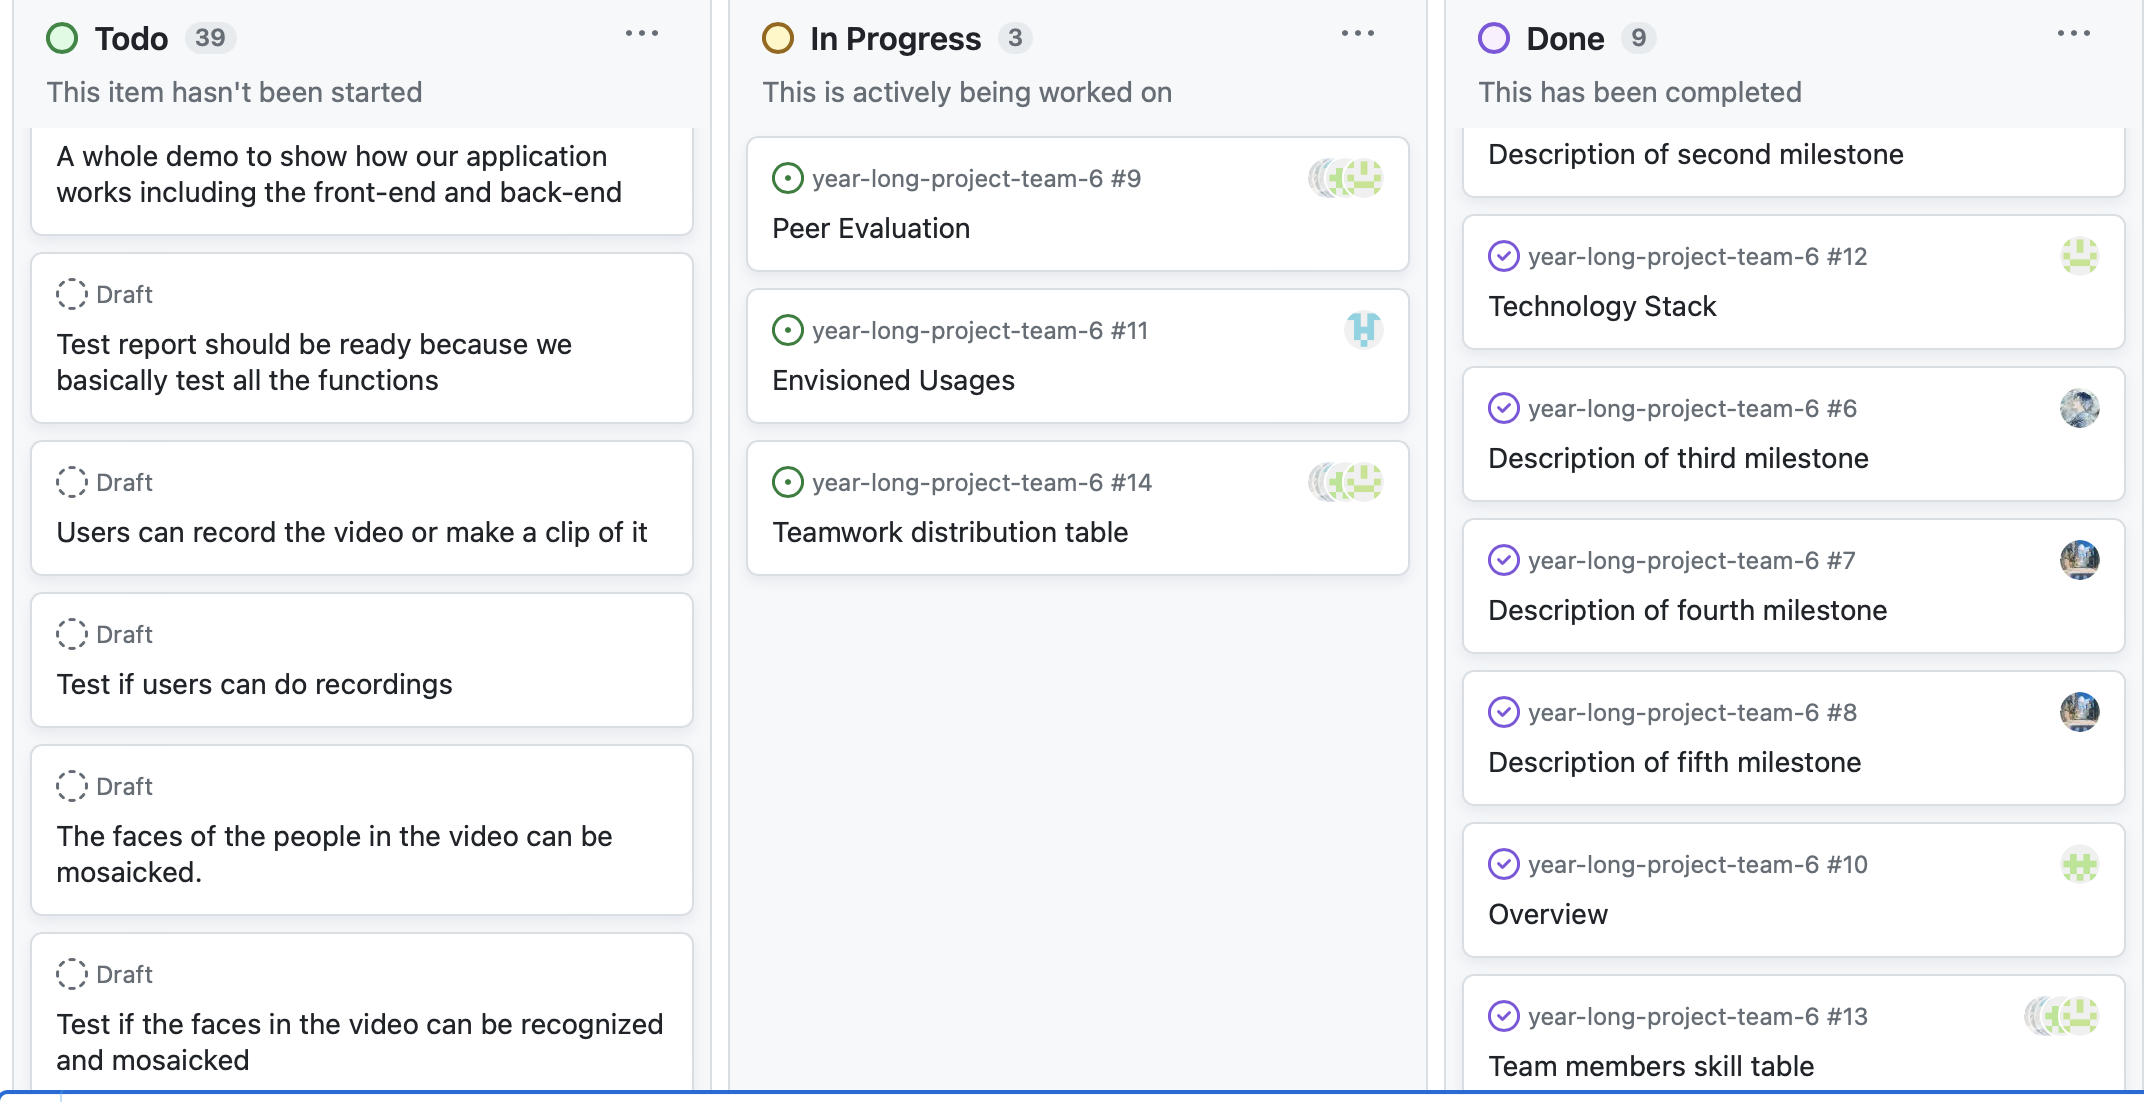 Todo 39
This item hasn't been started
A whole demo to show how our application
works including the front-end and back-end
Draft
Test report should be ready because we
basically test all the functions
Draft
Users can record the video or make a clip of it
Draft
Test if users can do recordings
Draft
The faces of the people in the video can be
mosaicked.
Draft
Test if the faces in the video can be recognized
and mosaicked
In Progress 3
This is actively being worked on
year-long-project-team-6 #9
Peer Evaluation
year-long-project-team-6 #11
Envisioned Usages
year-long-project-team-6 #14
Teamwork distribution table
Done 9
This has been completed
Description of second milestone
year-long-project-team-6 #12
Technology Stack
year-long-project-team-6 #6
Description of third milestone
year-long-project-team-6 #7
Description of fourth milestone
year-long-project-team-6 #8
Description of fifth milestone
year-long-project-team-6 #10
Overview
year-long-project-team-6 #13
Team members skill table